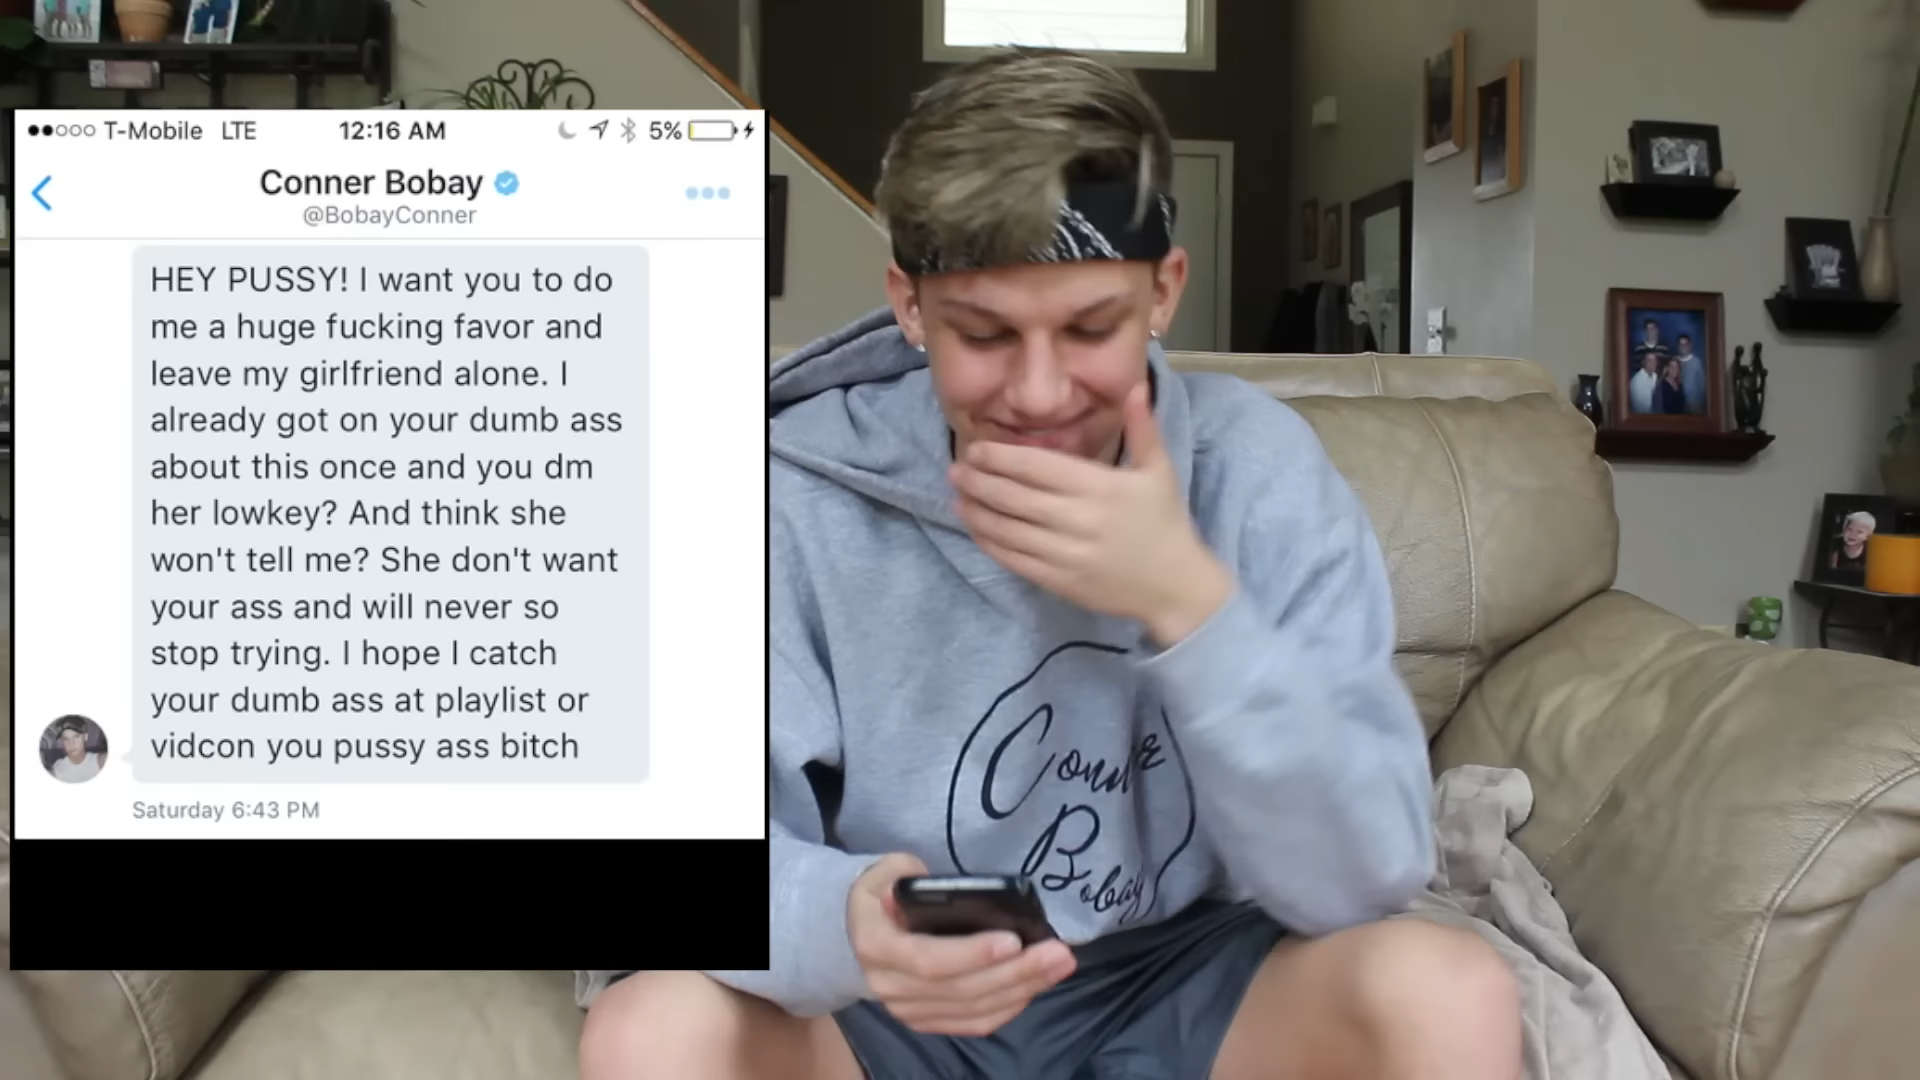 T-Mobile LTE 12:16 AM 5%
Conner Bobay
@BobayConner
HEY PUSSY! I want you to do
me a huge fucking favor and
leave my girlfriend alone. I
already got on your dumb ass
about this once and you dm
her lowkey? And think she
won't tell me? She don't want
your ass and will never so
stop trying. I hope I catch
your dumb ass at playlist or
vidcon you pussy ass bitch
Saturday 6:43 PM
Conner
Bobay